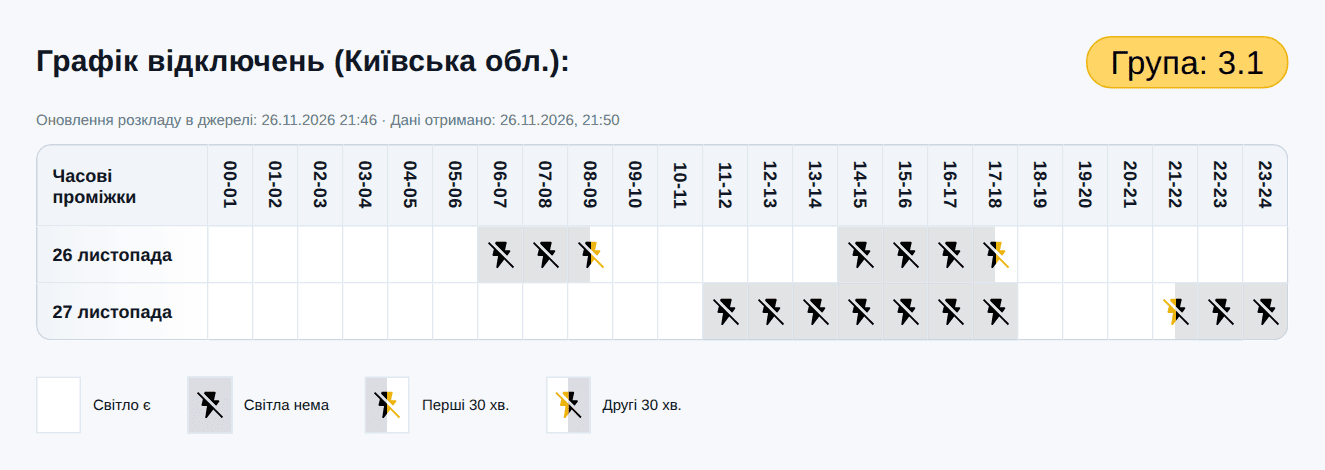 Графік відключень (Київська обл.):
Група: 3.1
Оновлення розкладу в джерелі: 26.11.2026 21:46 · Дані отримано: 26.11.2026, 21:50
Часові
проміжки
00-01
01-02
02-03
03-04
04-05
05-06
06-07
07-08
08-09
09-10
10-11
11-12
12-13
13-14
14-15
15-16
16-17
17-18
18-19
19-20
20-21
21-22
22-23
23-24
26 листопада
27 листопада
Світло є
Світла нема
Перші 30 хв.
Другі 30 хв.